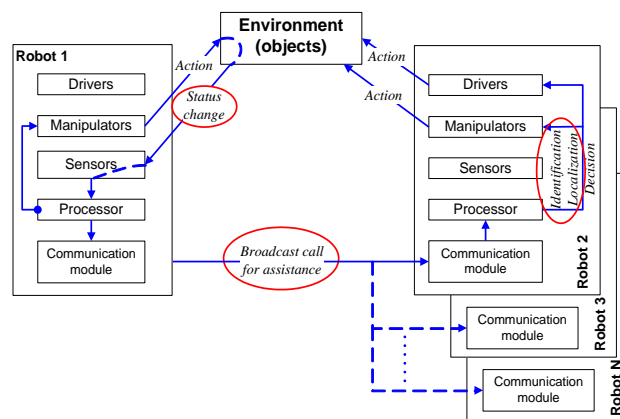 Environment
(objects)
Robot 1
Drivers
Manipulators
Sensors
Processor
Communication
module
Action
Status
change
Broadcast call
for assistance
Action
Action
Drivers
Manipulators
Sensors
Processor
Communication
module
Identification
Localization
Decision
Robot 2
Communication
module
Robot 3
Communication
module
Robot N